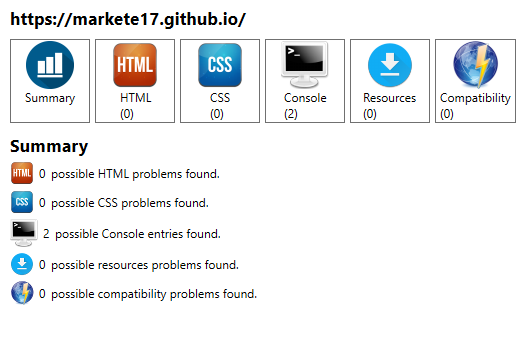 https://markete17.github.io/
HTML
CSS
>_
Summary
HTML
(0)
CSS
(0)
Console
(2)
Resources
(0)
Compatibility
(0)
Summary
HTML 0 possible HTML problems found.
CSS 0 possible CSS problems found.
>_ 2 possible Console entries found.
0 possible resources problems found.
0 possible compatibility problems found.